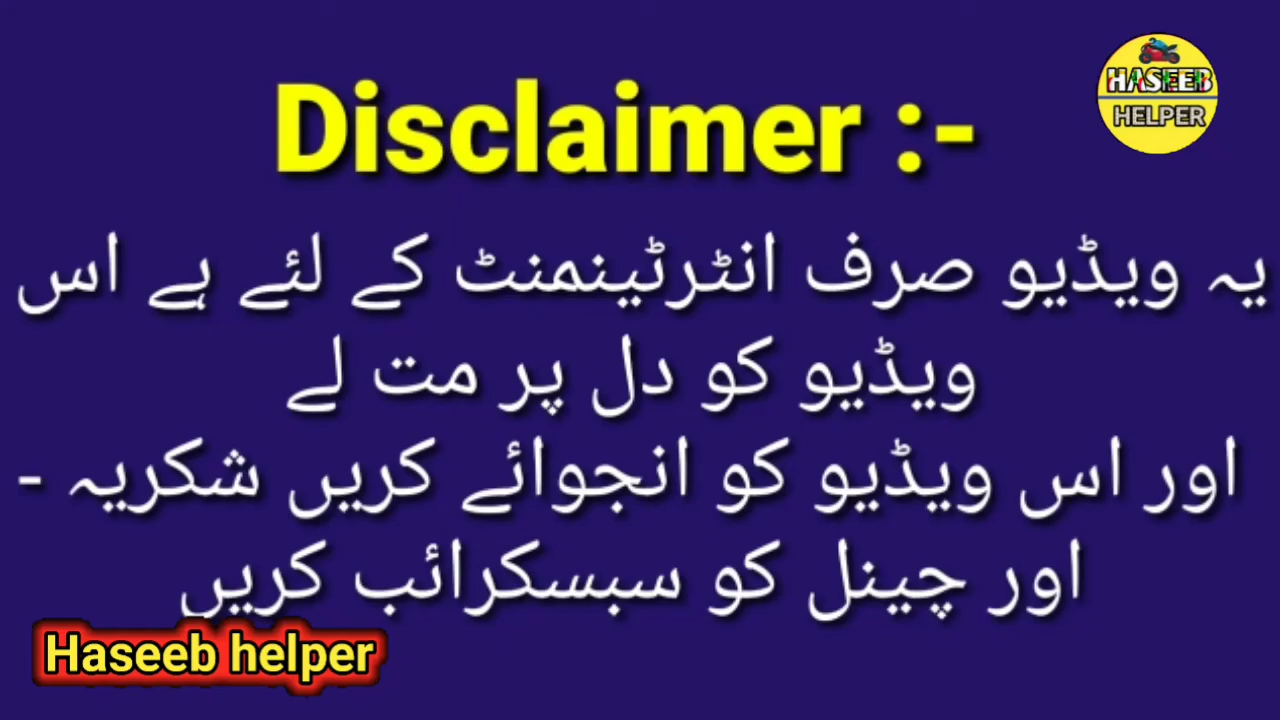 HASEEB
HELPER
Disclaimer :-
یہ ویڈیو صرف انٹرٹینمنٹ کے لئے ہے اس
ویڈیو کو دل پر مت لے
اور اس ویڈیو کو انجوائے کریں شکریہ -
اور چینل کو سبسکرائب کریں
Haseeb helper